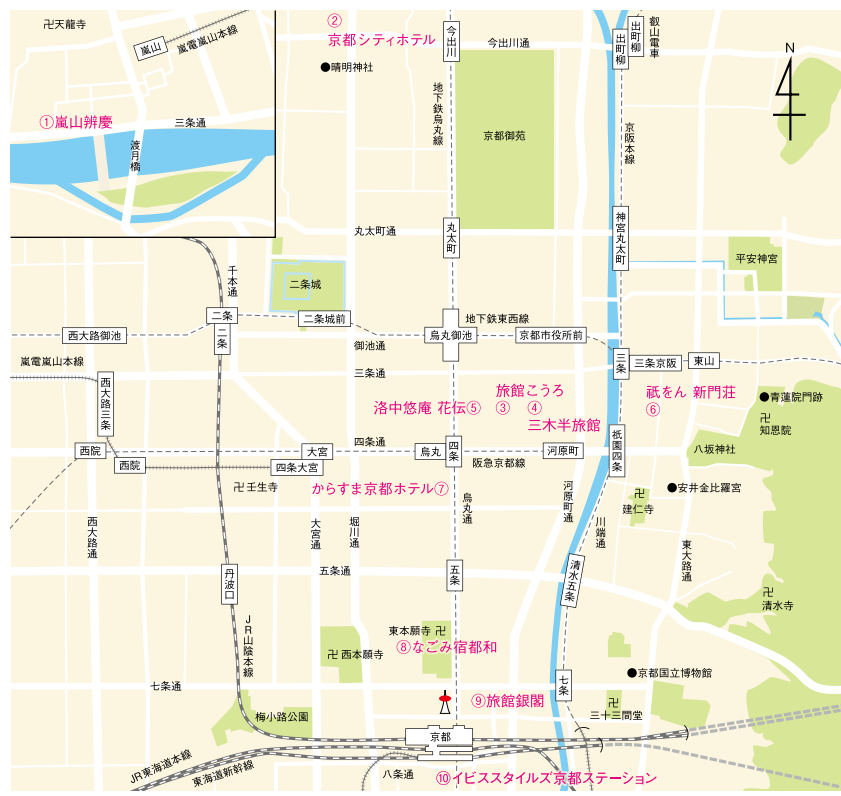 卍天龍寺
嵐山
嵐電嵐山本線
①嵐山辨慶
三条通
渡月橋
②
京都シティホテル
●晴明神社
今出川
今出川通
出町柳
出町柳
叡山電車
N
地下鉄烏丸線
京都御苑
京阪本線
丸太町通
丸太町
神宮丸太町
平安神宮
千本通
二条城
二条
二条
二条城前
西大路御池
地下鉄東西線
烏丸御池
京都市役所前
御池通
三条
三条京阪
東山
嵐電嵐山本線
三条通
西大路三条
洛中悠庵 花伝⑤
旅館こうろ
③
④
三木半旅館
祇をん 新門荘
⑥
●青蓮院門跡
卍
知恩院
西院
西院
四条通
大宮
四条大宮
烏丸
四条
河原町
阪急京都線
祇園四条
八坂神社
卍壬生寺
からすま京都ホテル⑦
烏丸通
河原町通
川端通
●安井金比羅宮
卍
建仁寺
西大路通
大宮通
堀川通
東大路通
丹波口
五条通
五条
清水五条
卍
清水寺
JR山陰本線
東本願寺 卍
⑧なごみ宿都和
卍 西本願寺
●京都国立博物館
七条通
七条
⑨旅館銀閣
卍
三十三間堂
梅小路公園
京都
JR東海道本線
東海道新幹線
八条通
⑩イビススタイルズ京都ステーション